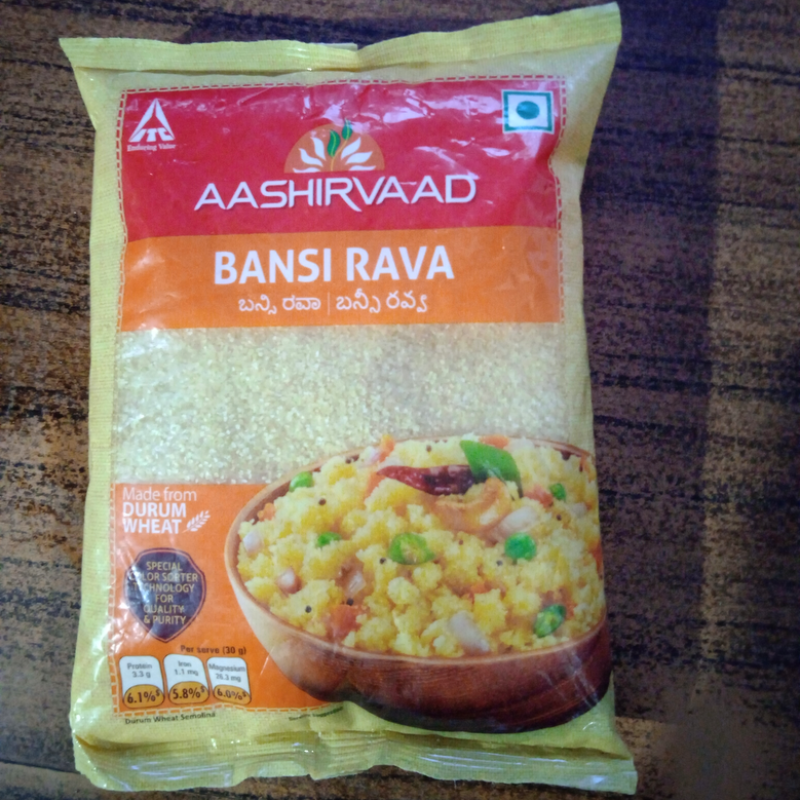 ITC
Enduring Value
AASHIRVAAD
BANSI RAVA
ಬನ್ಸಿ ರವಾ | బన్సీ రవ్వ
Made from
DURUM
WHEAT
SPECIAL
COLOR SORTER
TECHNOLOGY
FOR
QUALITY
& PURITY
Per serve (30 g)
Protein
3.3 g
6.1%
Iron
1.1 mg
5.8%
Magnesium
26.3 mg
6.0%
Durum Wheat Semolina